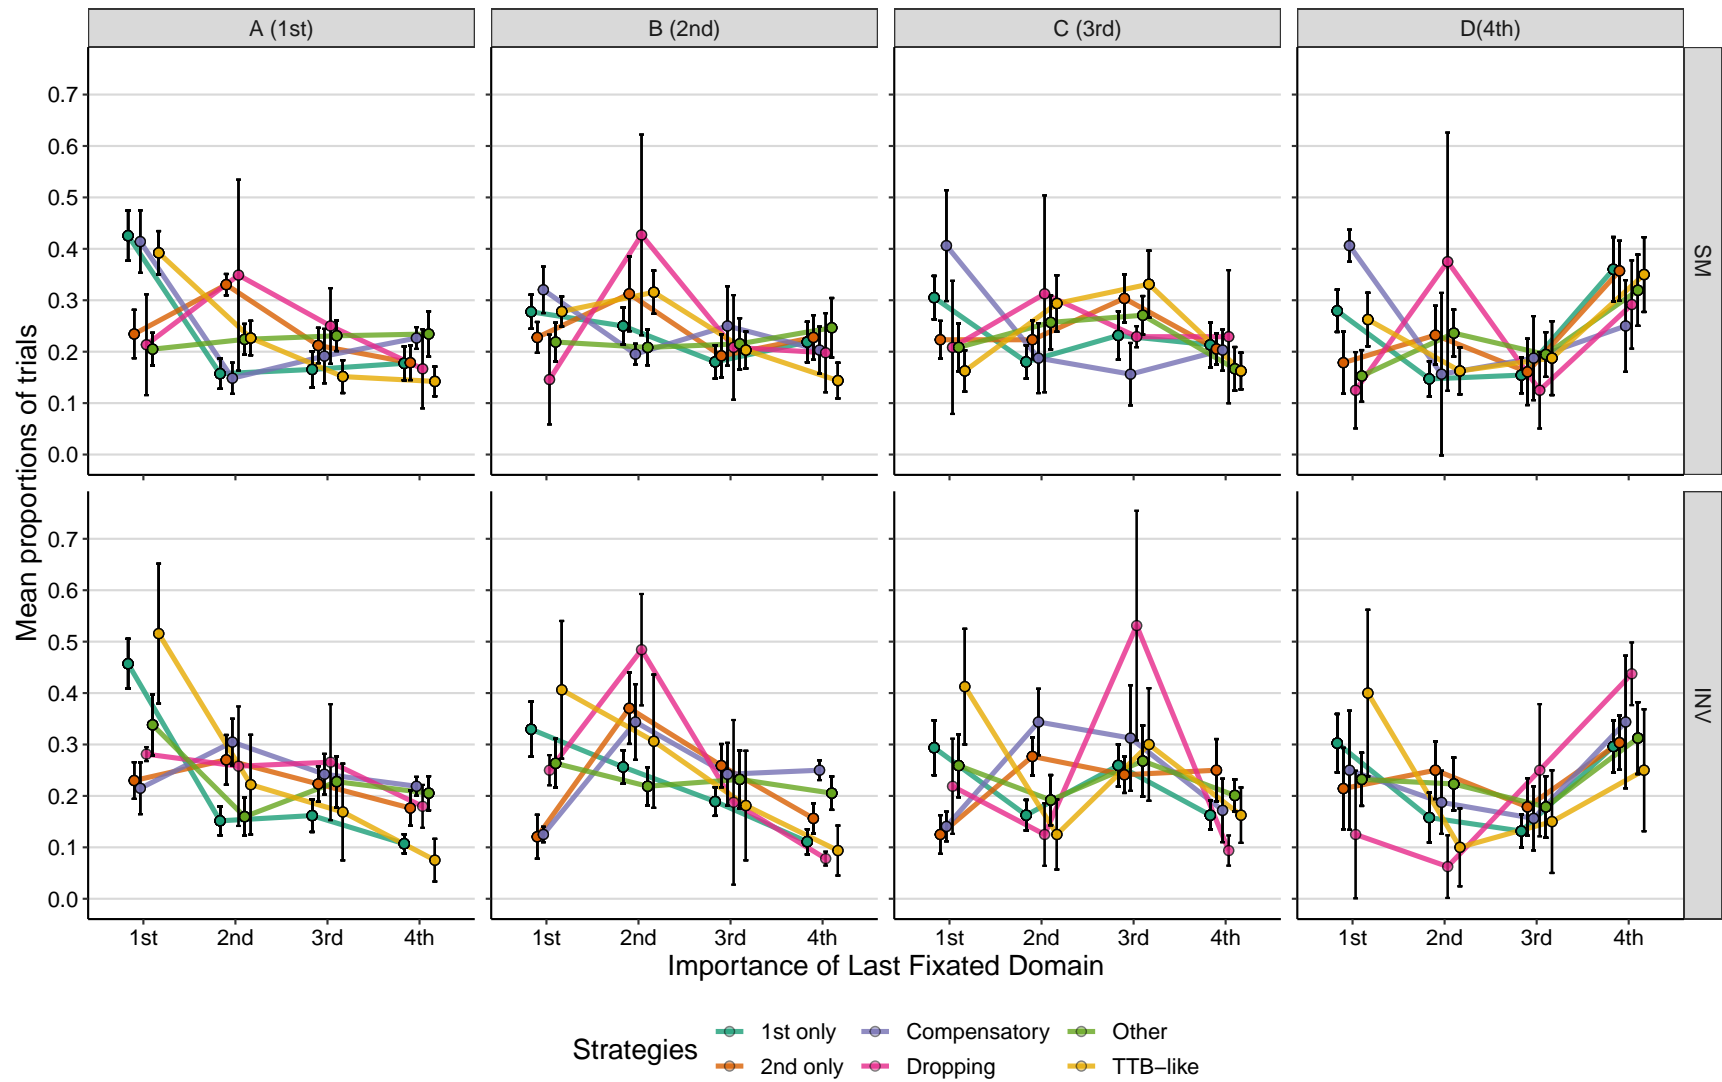 A (1st) B (2nd) C (3rd) D(4th)
Mean proportions of trials
0.7
0.6
0.5
0.4
0.3
0.2
0.1
0.0
SM
0.7
0.6
0.5
0.4
0.3
0.2
0.1
0.0
INV
1st 2nd 3rd 4th 1st 2nd 3rd 4th 1st 2nd 3rd 4th 1st 2nd 3rd 4th
Importance of Last Fixated Domain
Strategies
1st only Compensatory Other
2nd only Dropping TTB−like